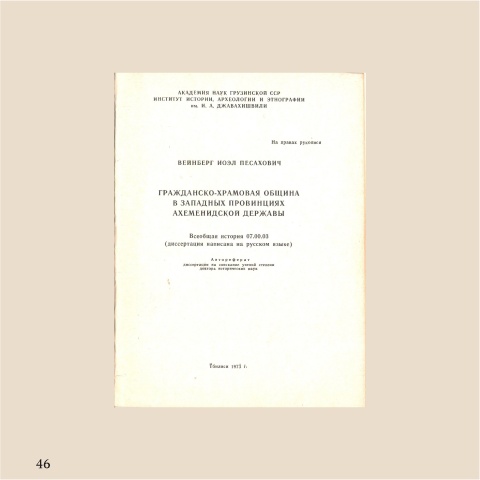 АКАДЕМИЯ НАУК ГРУЗИНСКОЙ ССР
ИНСТИТУТ ИСТОРИИ, АРХЕОЛОГИИ И ЭТНОГРАФИИ
им. И. А. ДЖАВАХИШВИЛИ
На правах рукописи
ВЕЙНБЕРГ ИОЭЛ ПЕСАХОВИЧ
ГРАЖДАНСКО-ХРАМОВАЯ ОБЩИНА
В ЗАПАДНЫХ ПРОВИНЦИЯХ
АХЕМЕНИДСКОЙ ДЕРЖАВЫ
Всеобщая история 07.00.03
(диссертация написана на русском языке)
Автореферат
диссертации на соискание ученой степени
доктора исторических наук
Тбилиси 1973 г.
46